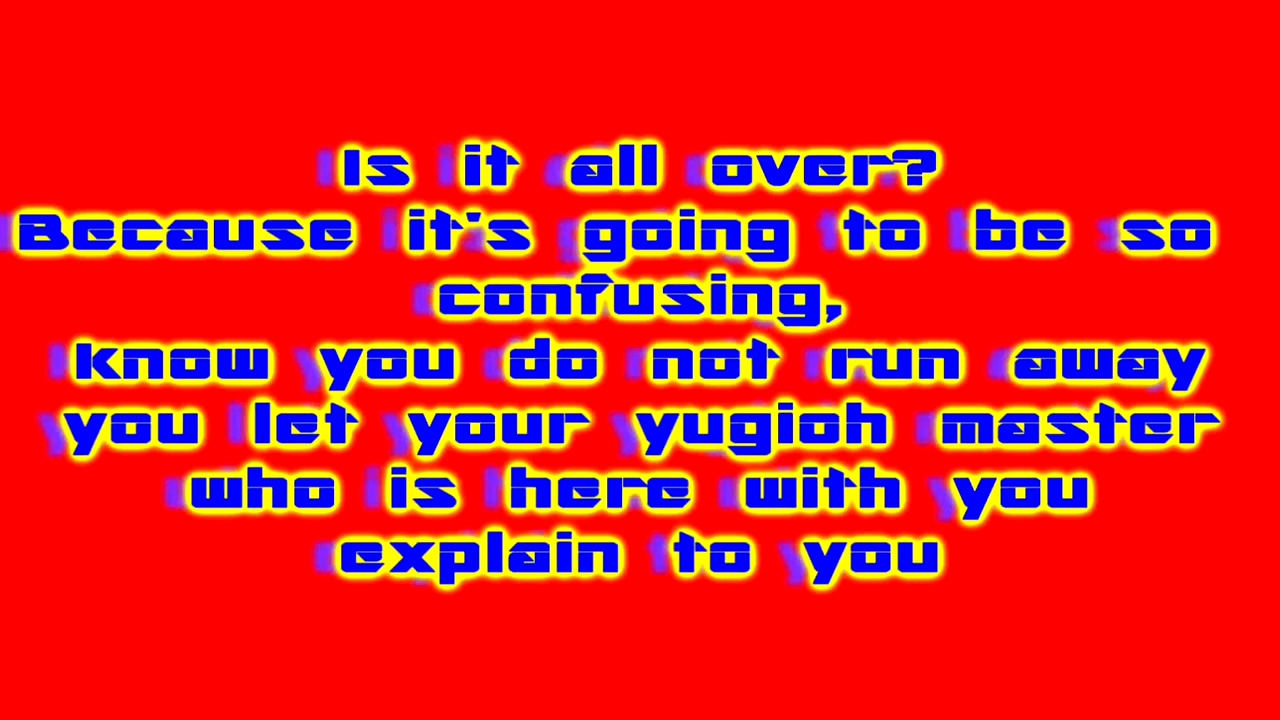 Is it all over?
Because it's going to be so
confusing,
know you do not run away
you let your yugioh master
who is here with you
explain to you